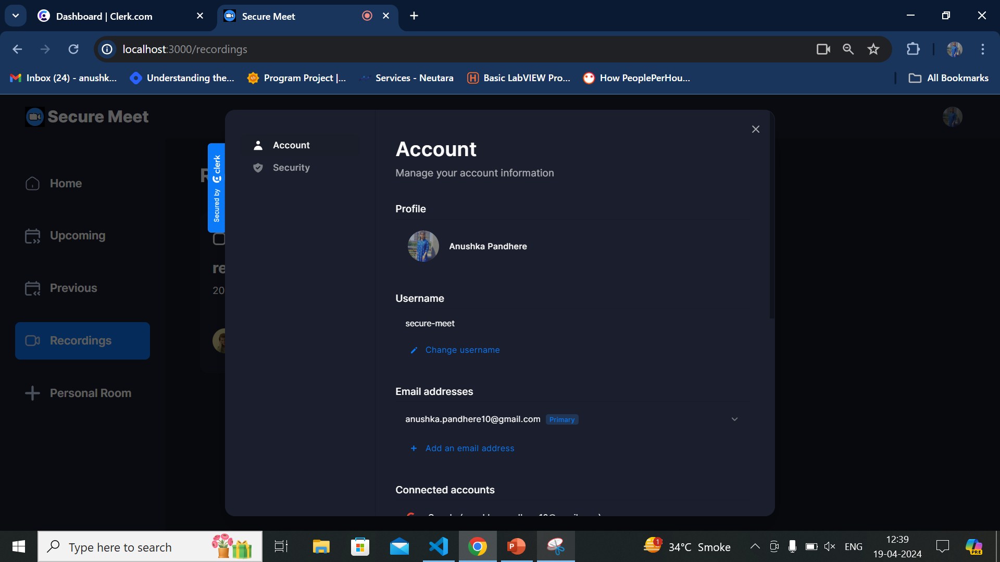 Dashboard | Clerk.com
Secure Meet
localhost:3000/recordings
Inbox (24) - anushk...
Understanding the...
Program Project |...
Services - Neutara
Basic LabVIEW Pro...
How PeoplePerHou...
All Bookmarks
Secure Meet
Home
Upcoming
Previous
Recordings
Personal Room
R
re
20
Secured by clerk
Account
Security
Account
Manage your account information
Profile
Anushka Pandhere
Username
secure-meet
Change username
Email addresses
anushka.pandhere10@gmail.com Primary
Add an email address
Connected accounts
Type here to search
1
34°C Smoke
ENG
12:39
19-04-2024
PRE